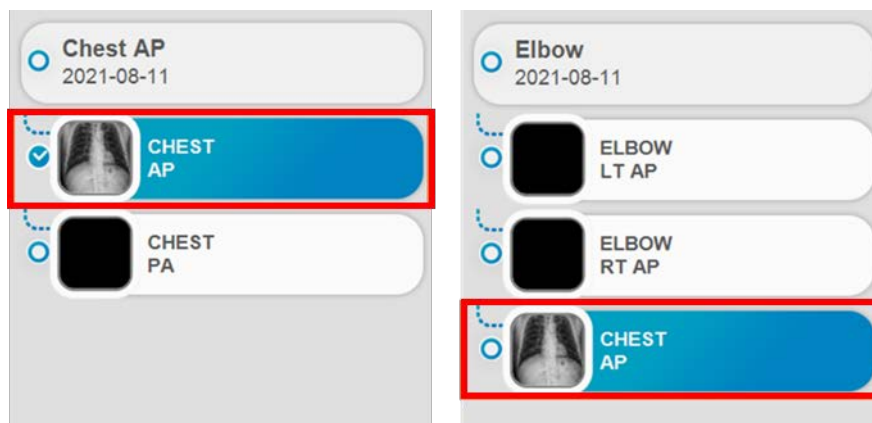 Chest AP
2021-08-11
CHEST
AP
CHEST
PA
Elbow
2021-08-11
ELBOW
LT AP
ELBOW
RT AP
CHEST
AP